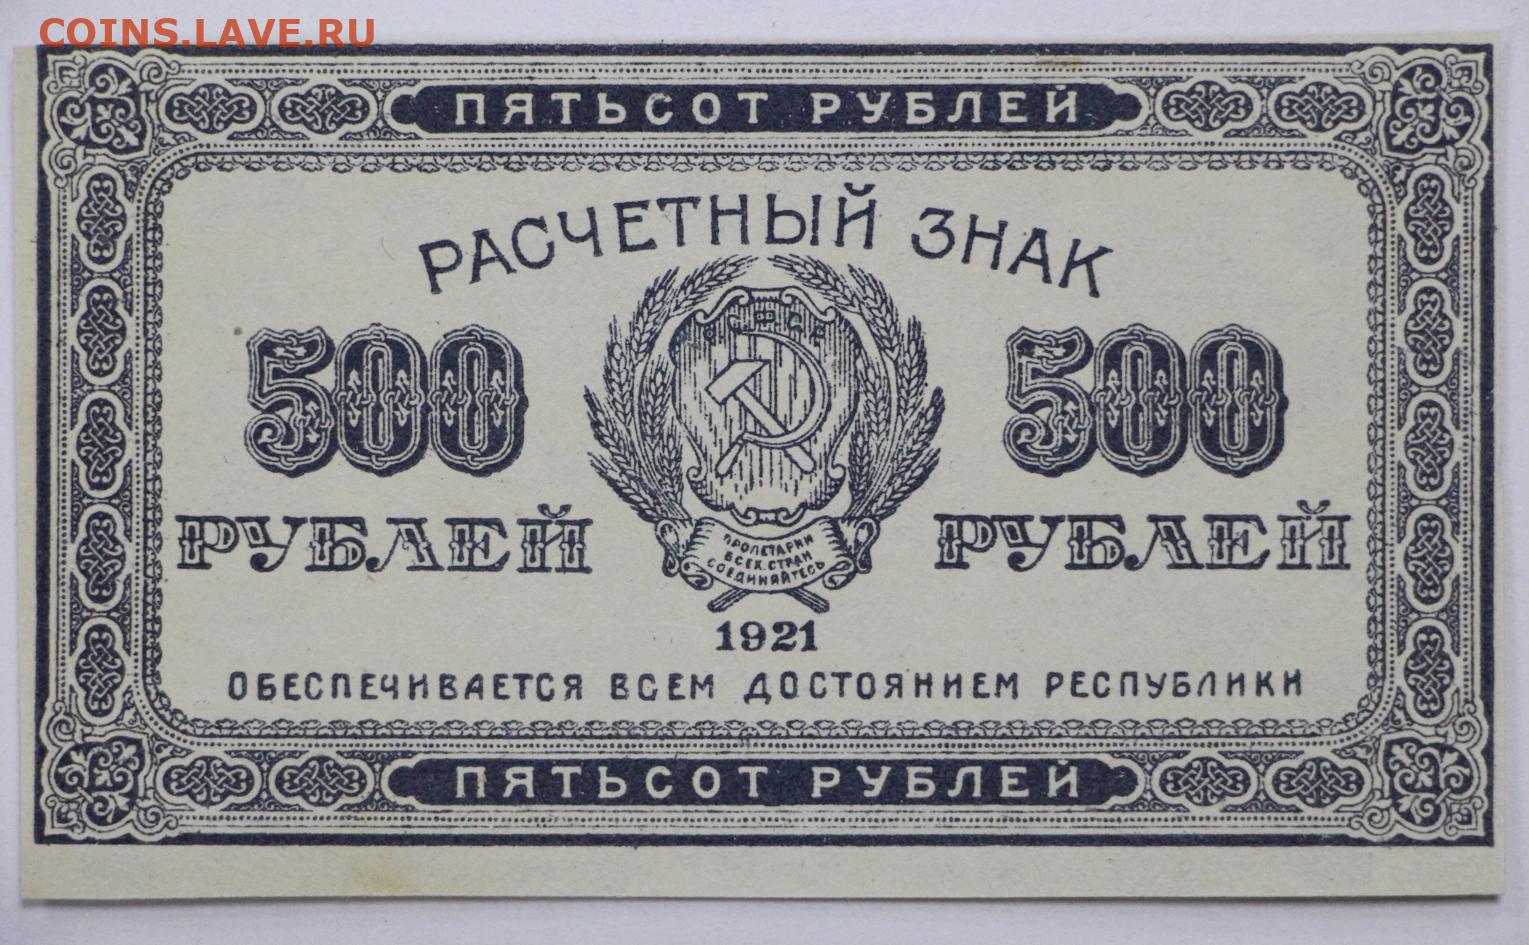 COINS.LAVE.RU
ПЯТЬСОТ РУБЛЕЙ
РАСЧЕТНЫЙ ЗНАК
РСФСР
500 500
РУБЛЕЙ РУБЛЕЙ
ПРОЛЕТАРИИ
ВСЕХ СТРАН
СОЕДИНЯЙТЕСЬ
1921
ОБЕСПЕЧИВАЕТСЯ ВСЕМ ДОСТОЯНИЕМ РЕСПУБЛИКИ
ПЯТЬСОТ РУБЛЕЙ